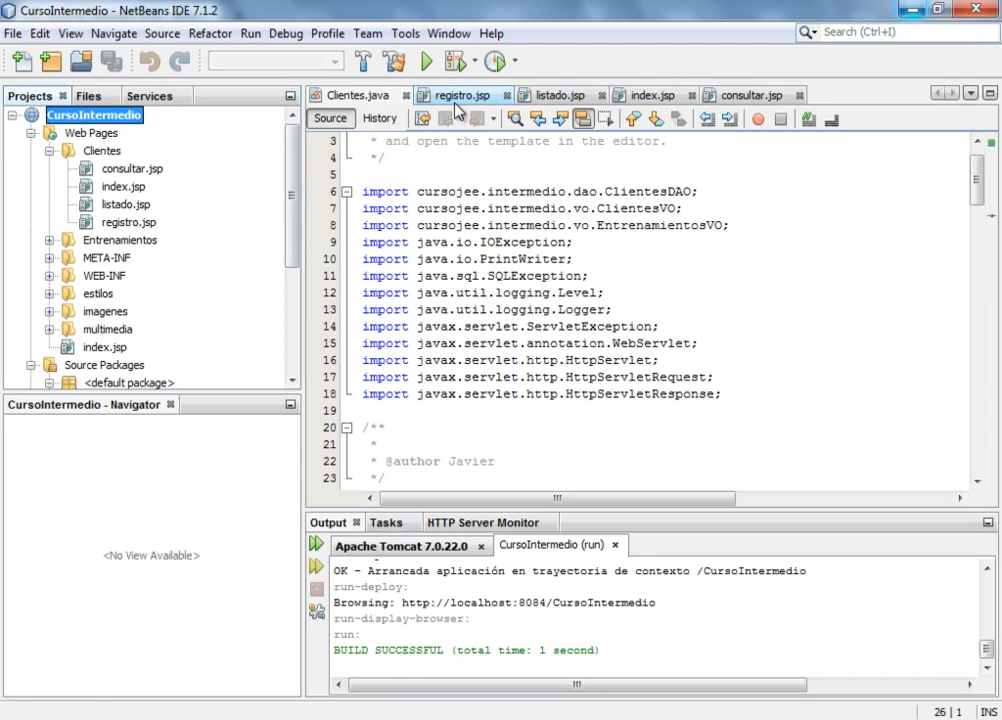 CursoIntermedio - NetBeans IDE 7.1.2
File Edit View Navigate Source Refactor Run Debug Profile Team Tools Window Help
Search (Ctrl+I)
Projects Files Services
Clientes.java registro.jsp listado.jsp index.jsp consultar.jsp
Source History
CursoIntermedio
Web Pages
Clientes
consultar.jsp
index.jsp
listado.jsp
registro.jsp
Entrenamientos
META-INF
WEB-INF
estilos
imagenes
multimedia
index.jsp
Source Packages
<default package>
3 * and open the template in the editor.
4 */
5
6 import cursojee.intermedio.dao.ClientesDAO;
7 import cursojee.intermedio.vo.ClientesVO;
8 import cursojee.intermedio.vo.EntrenamientosVO;
9 import java.io.IOException;
10 import java.io.PrintWriter;
11 import java.sql.SQLException;
12 import java.util.logging.Level;
13 import java.util.logging.Logger;
14 import javax.servlet.ServletException;
15 import javax.servlet.annotation.WebServlet;
16 import javax.servlet.http.HttpServlet;
17 import javax.servlet.http.HttpServletRequest;
18 import javax.servlet.http.HttpServletResponse;
19
20 /**
21 *
22 * @author Javier
23 */
CursoIntermedio - Navigator
<No View Available>
Output Tasks HTTP Server Monitor
Apache Tomcat 7.0.22.0 CursoIntermedio (run)
OK - Arrancada aplicación en trayectoria de contexto /CursoIntermedio
run-deploy:
Browsing: http://localhost:8084/CursoIntermedio
run-display-browser:
run:
BUILD SUCCESSFUL (total time: 1 second)
26 | 1 INS